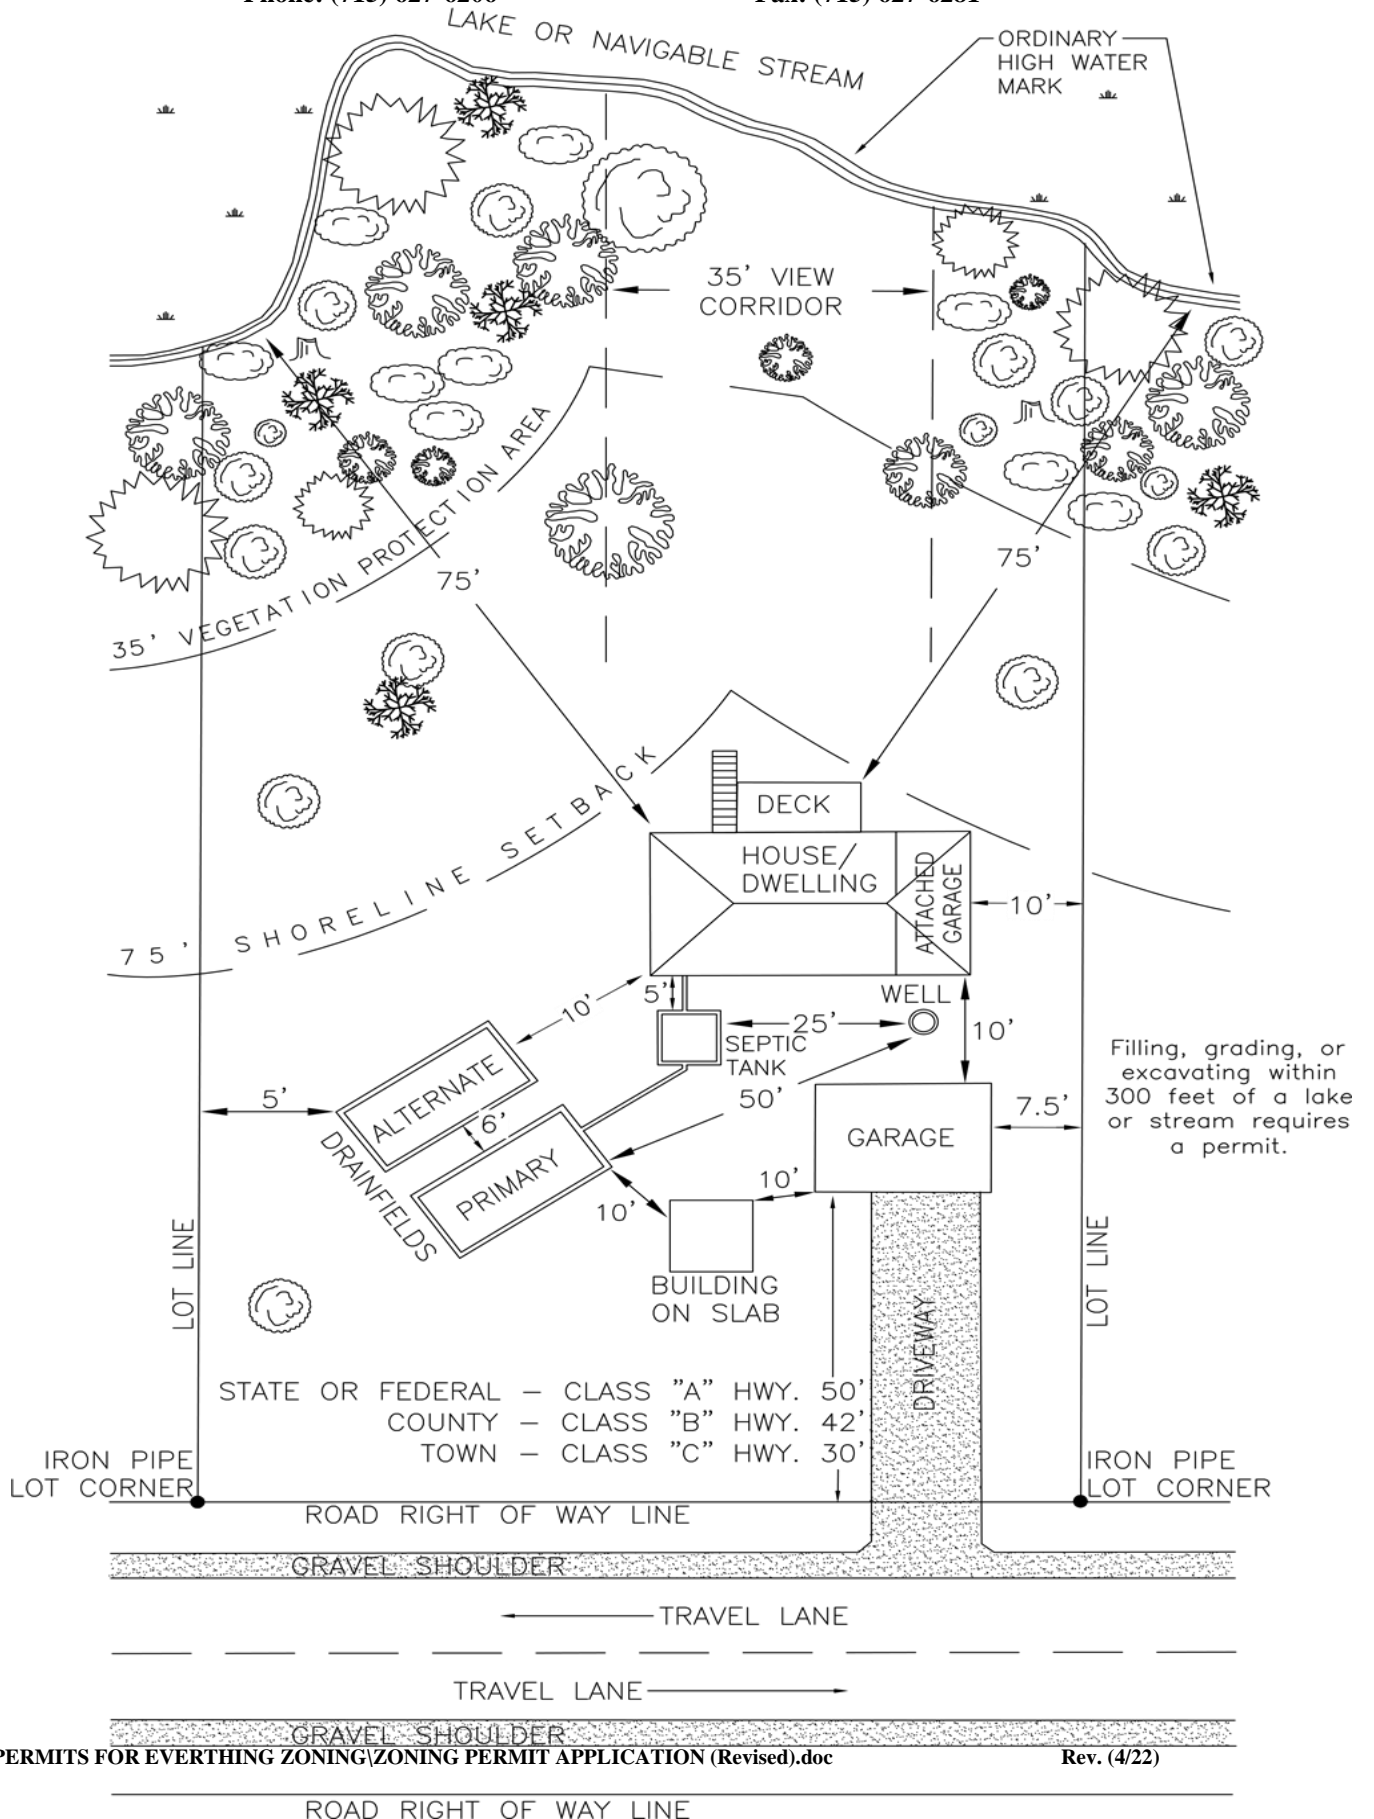 LAKE OR NAVIGABLE STREAM
ORDINARY
HIGH WATER
MARK
35' VIEW
CORRIDOR
35' VEGETATION PROTECTION AREA
75'
75'
75' SHORELINE SETBACK
DECK
HOUSE/
DWELLING
ATTACHED
GARAGE
10'
5'
WELL
10'
25'
SEPTIC
TANK
10'
50'
Filling, grading, or
excavating within
300 feet of a lake
or stream requires
a permit.
5'
ALTERNATE
6'
7.5'
GARAGE
DRAINFIELDS
PRIMARY
10'
10'
LOT LINE
LOT LINE
BUILDING
ON SLAB
DRIVEWAY
STATE OR FEDERAL – CLASS "A" HWY. 50'
COUNTY – CLASS "B" HWY. 42'
TOWN – CLASS "C" HWY. 30'
IRON PIPE
LOT CORNER
IRON PIPE
LOT CORNER
ROAD RIGHT OF WAY LINE
GRAVEL SHOULDER
TRAVEL LANE
TRAVEL LANE
GRAVEL SHOULDER
PERMITS FOR EVERTHING ZONING\ZONING PERMIT APPLICATION (Revised).doc Rev. (4/22)
ROAD RIGHT OF WAY LINE